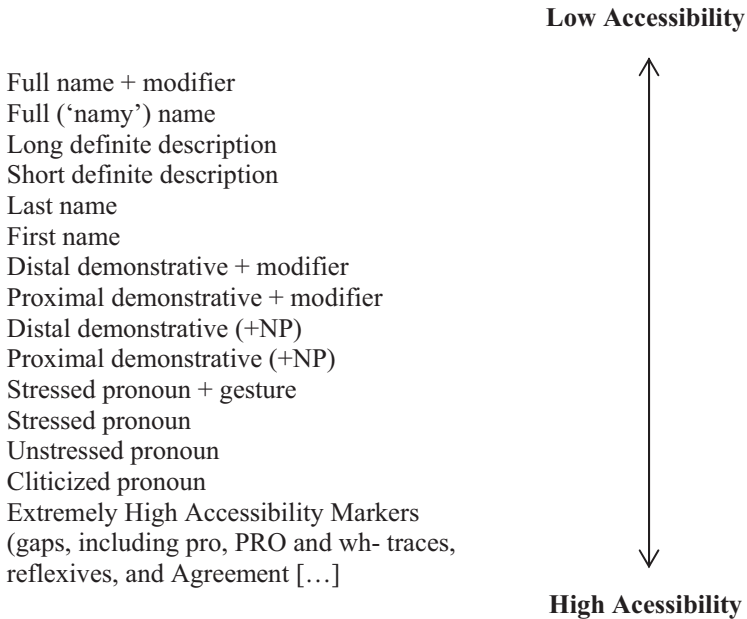 Low Accessibility
Full name + modifier
Full (‘namy’) name
Long definite description
Short definite description
Last name
First name
Distal demonstrative + modifier
Proximal demonstrative + modifier
Distal demonstrative (+NP)
Proximal demonstrative (+NP)
Stressed pronoun + gesture
Stressed pronoun
Unstressed pronoun
Cliticized pronoun
Extremely High Accessibility Markers
(gaps, including pro, PRO and wh- traces,
reflexives, and Agreement […]
High Acessibility